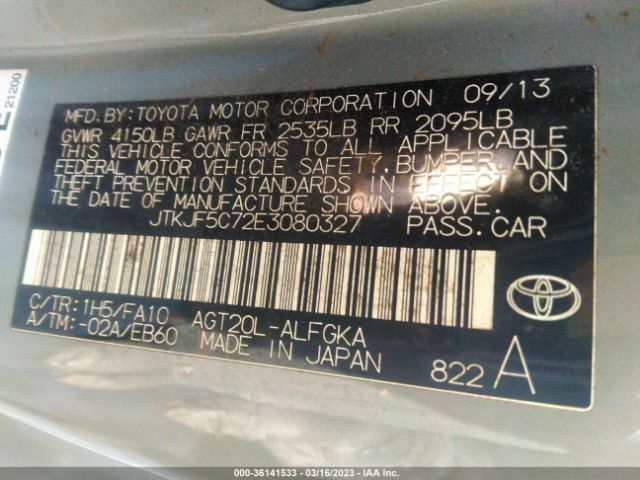 21200
MFD. BY: TOYOTA MOTOR CORPORATION 09/13
GVWR 4150LB GAWR FR 2535LB RR 2095LB
THIS VEHICLE CONFORMS TO ALL APPLICABLE
FEDERAL MOTOR VEHICLE SAFETY, BUMPER, AND
THEFT PREVENTION STANDARDS IN EFFECT ON
THE DATE OF MANUFACTURE SHOWN ABOVE.
JTKJF5C72E3080327 PASS. CAR
C/TR: 1H5/FA10 AGT20L-ALFGKA
A/TM: -02A/EB60 MADE IN JAPAN
822 A
000-36141533 - 03/16/2023 - IAA Inc.